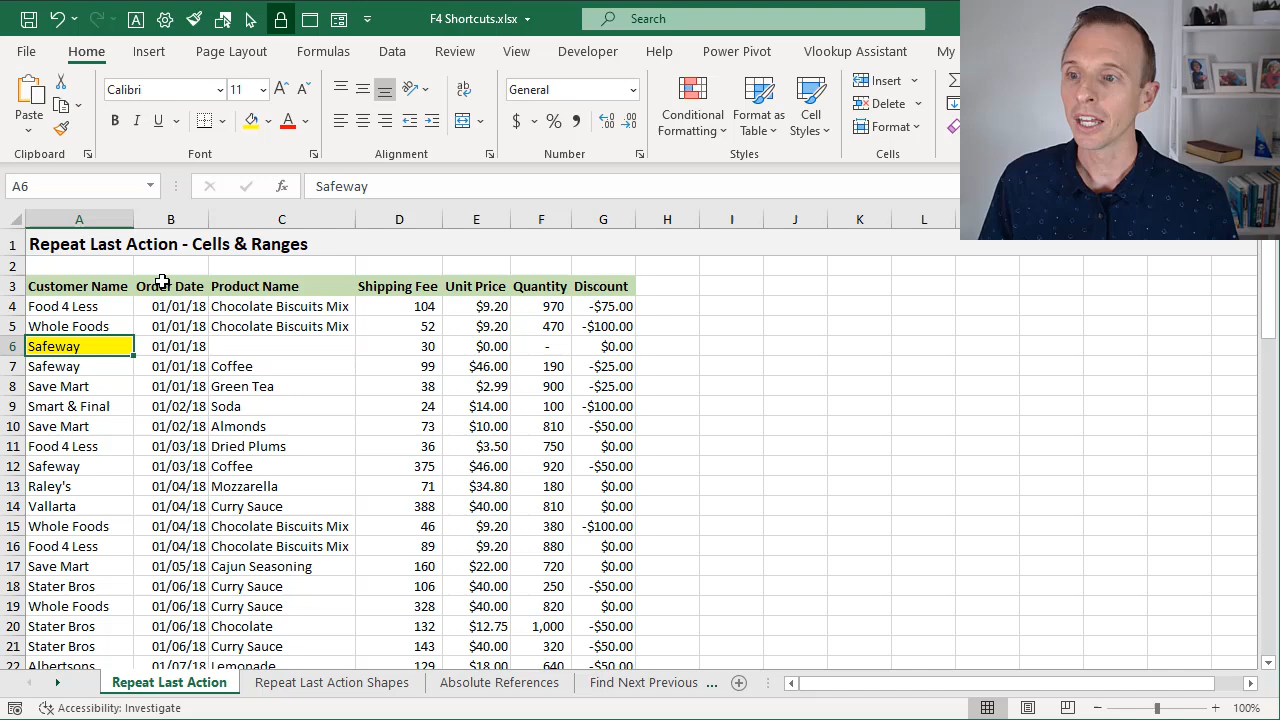 F4 Shortcuts.xlsx
Search
File Home Insert Page Layout Formulas Data Review View Developer Help Power Pivot Vlookup Assistant My
Paste
Calibri 11
General
Conditional Formatting
Format as Table
Cell Styles
Insert
Delete
Format
Clipboard Font Alignment Number Styles Cells
A6 fx Safeway
A B C D E F G H I J K L
1 Repeat Last Action - Cells & Ranges
2
3 Customer Name Order Date Product Name Shipping Fee Unit Price Quantity Discount
4 Food 4 Less 01/01/18 Chocolate Biscuits Mix 104 $9.20 970 -$75.00
5 Whole Foods 01/01/18 Chocolate Biscuits Mix 52 $9.20 470 -$100.00
6 Safeway 01/01/18 30 $0.00 - $0.00
7 Safeway 01/01/18 Coffee 99 $46.00 190 -$25.00
8 Save Mart 01/01/18 Green Tea 38 $2.99 900 -$25.00
9 Smart & Final 01/02/18 Soda 24 $14.00 100 -$100.00
10 Save Mart 01/02/18 Almonds 73 $10.00 810 -$50.00
11 Food 4 Less 01/03/18 Dried Plums 36 $3.50 750 $0.00
12 Safeway 01/03/18 Coffee 375 $46.00 920 -$50.00
13 Raley's 01/04/18 Mozzarella 71 $34.80 180 $0.00
14 Vallarta 01/04/18 Curry Sauce 388 $40.00 810 $0.00
15 Whole Foods 01/04/18 Chocolate Biscuits Mix 46 $9.20 380 -$100.00
16 Food 4 Less 01/04/18 Chocolate Biscuits Mix 89 $9.20 880 $0.00
17 Save Mart 01/05/18 Cajun Seasoning 160 $22.00 720 $0.00
18 Stater Bros 01/06/18 Curry Sauce 106 $40.00 250 -$50.00
19 Whole Foods 01/06/18 Curry Sauce 328 $40.00 820 $0.00
20 Stater Bros 01/06/18 Chocolate 132 $12.75 1,000 -$50.00
21 Stater Bros 01/06/18 Curry Sauce 143 $40.00 320 -$50.00
22 Albertsons 01/07/18 Lemonade 129 $18.00 640 -$50.00
Repeat Last Action Repeat Last Action Shapes Absolute References Find Next Previous ...
Accessibility: Investigate 100%